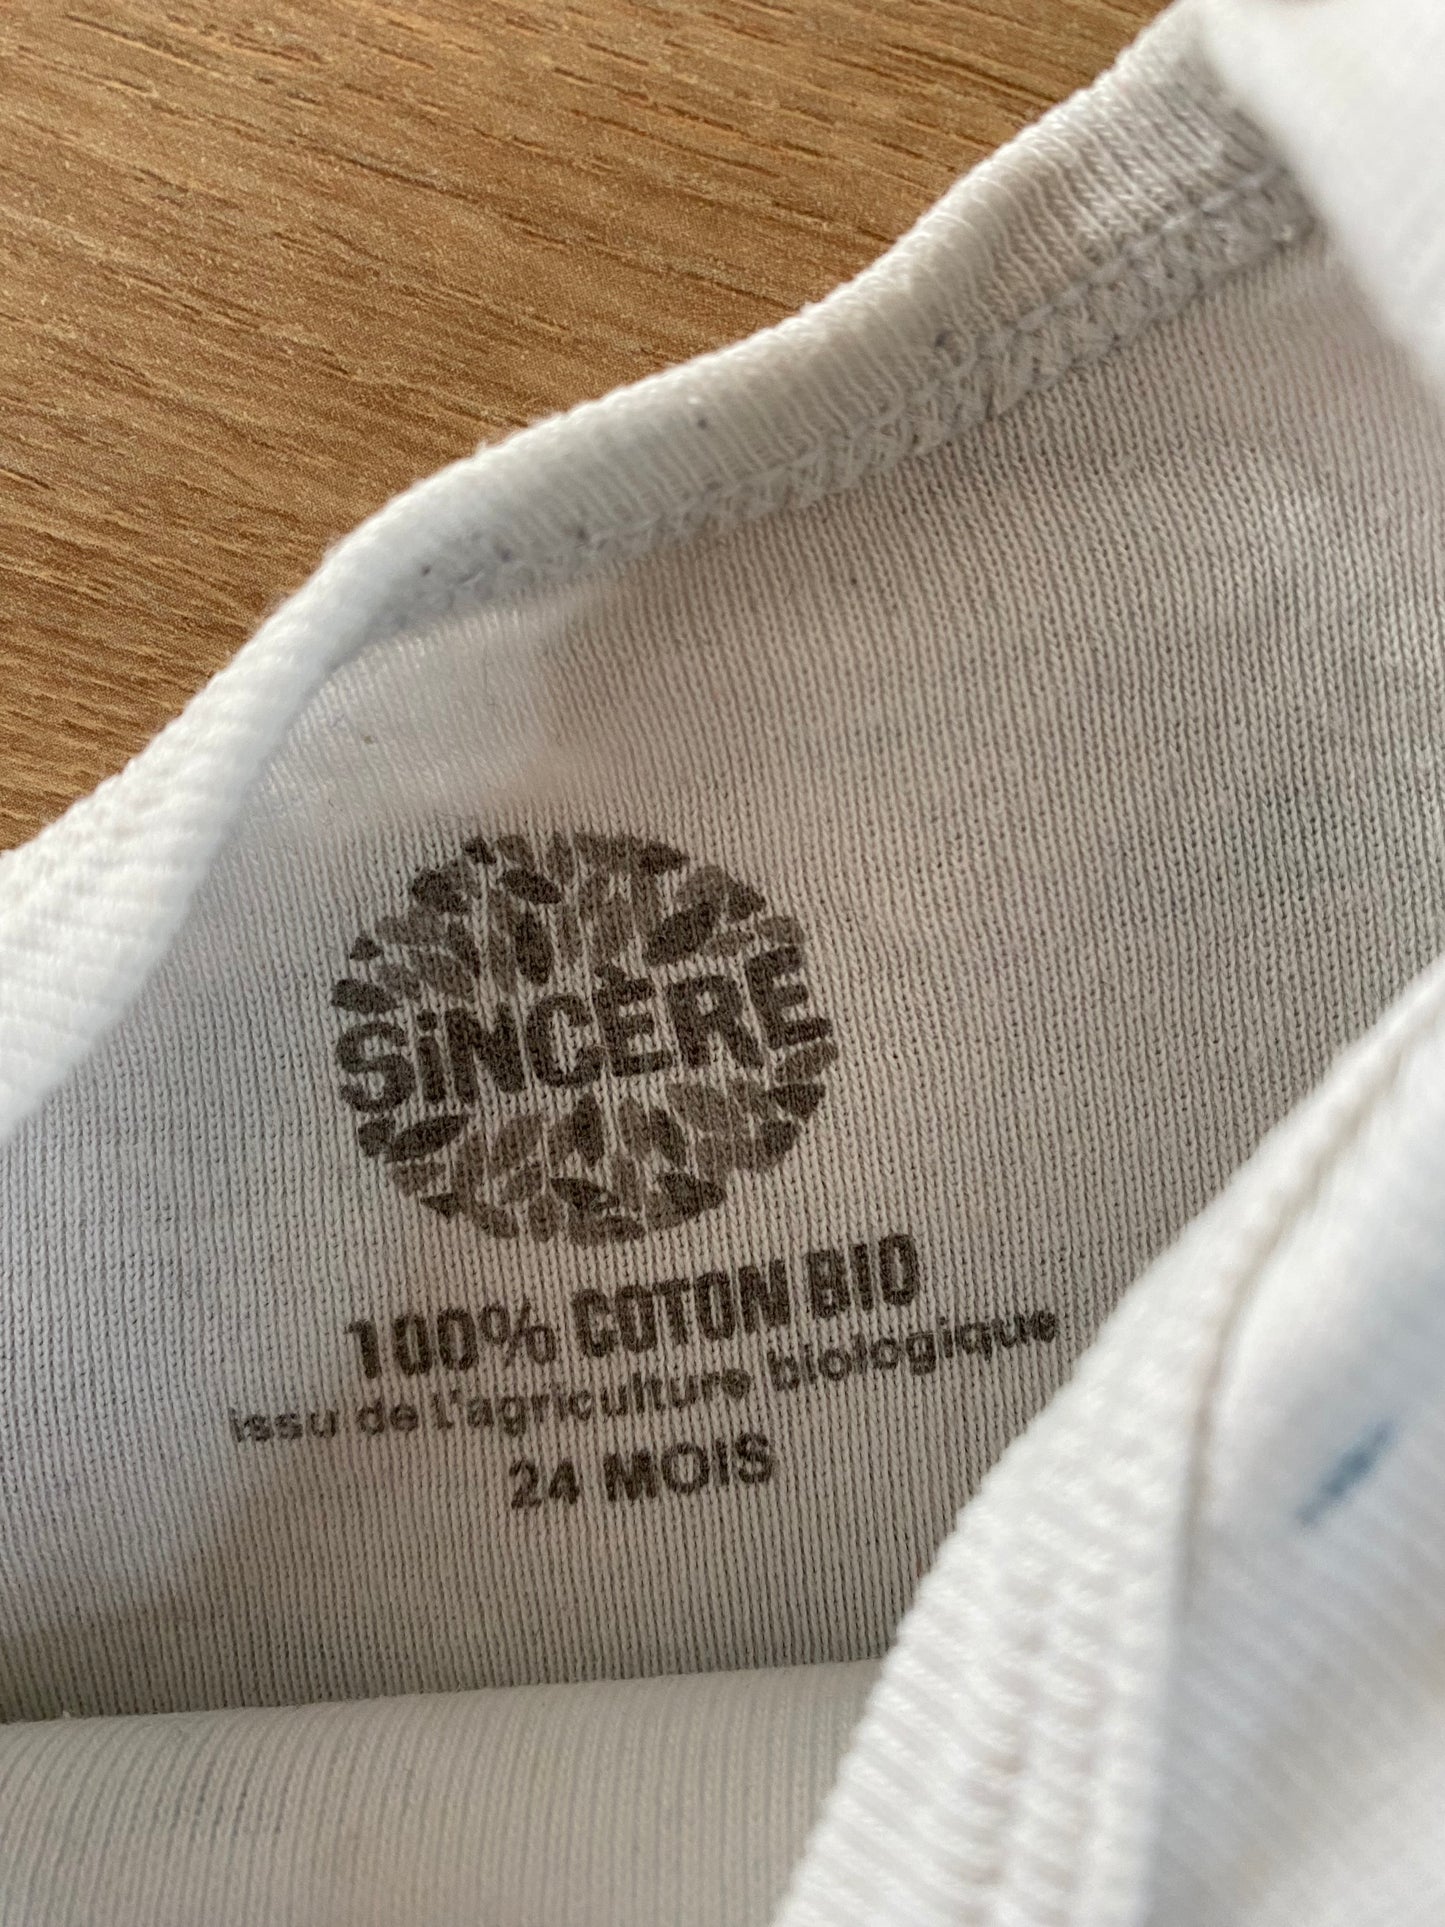 SiNCÈRE
100% COTON BIO
issu de l'agriculture biologique
24 MOIS